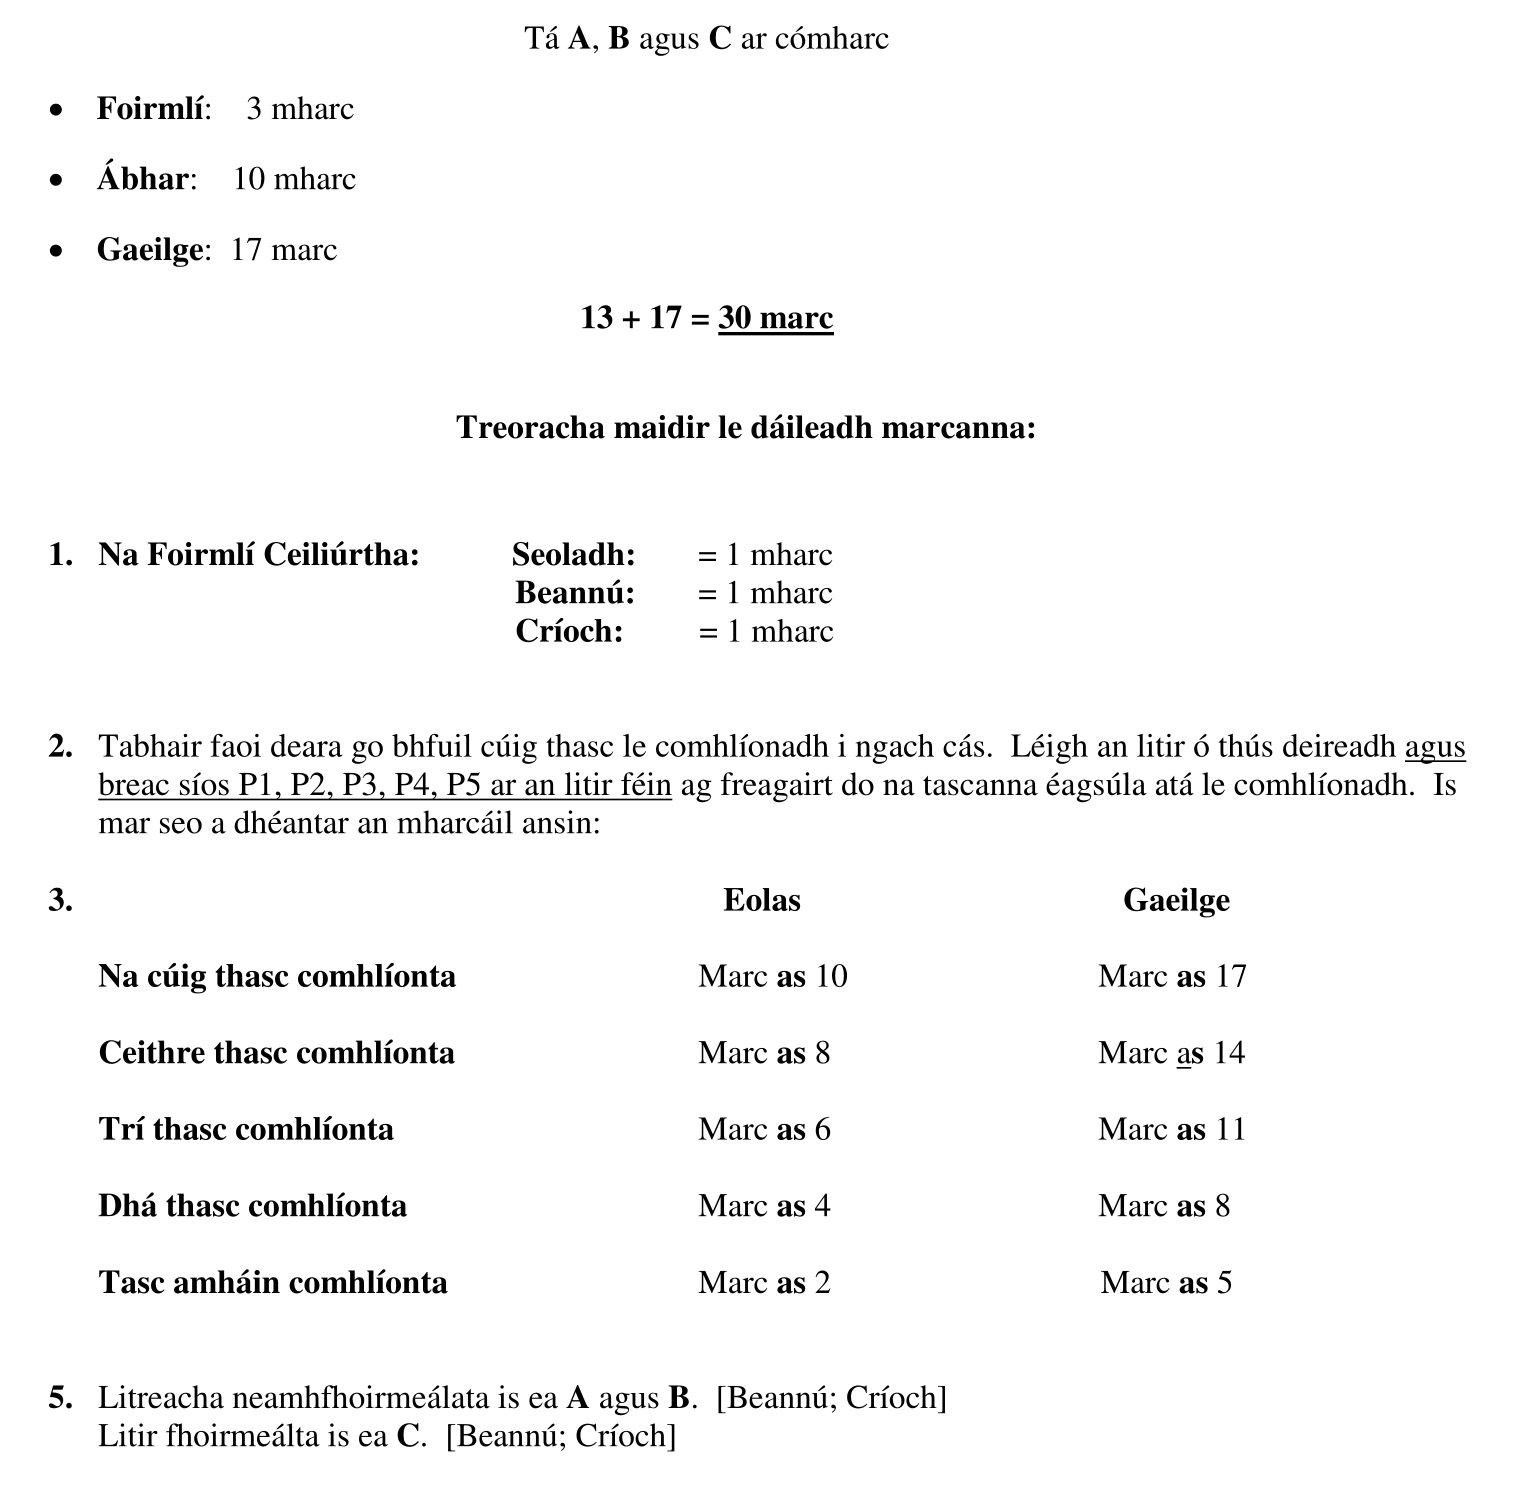 Tá A, B agus C ar cómharc
• Foirmlí: 3 mharc
• Ábhar: 10 mharc
• Gaeilge: 17 marc
13 + 17 = 30 marc
Treoracha maidir le dáileadh marcanna:
1. Na Foirmlí Ceiliúrtha: Seoladh: = 1 mharc
Beannú: = 1 mharc
Críoch: = 1 mharc
2. Tabhair faoi deara go bhfuil cúig thasc le comhlíonadh i ngach cás. Léigh an litir ó thús deireadh agus
breac síos P1, P2, P3, P4, P5 ar an litir féin ag freagairt do na tascanna éagsúla atá le comhlíonadh. Is
mar seo a dhéantar an mharcáil ansin:
3. Eolas Gaeilge
Na cúig thasc comhlíonta Marc as 10 Marc as 17
Ceithre thasc comhlíonta Marc as 8 Marc as 14
Trí thasc comhlíonta Marc as 6 Marc as 11
Dhá thasc comhlíonta Marc as 4 Marc as 8
Tasc amháin comhlíonta Marc as 2 Marc as 5
5. Litreacha neamhfhoirmeálata is ea A agus B. [Beannú; Críoch]
Litir fhoirmeálta is ea C. [Beannú; Críoch]